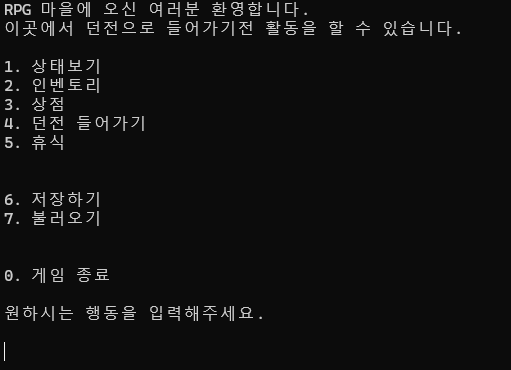 RPG 마을에 오신 여러분 환영합니다.
이곳에서 던전으로 들어가기전 활동을 할 수 있습니다.
1. 상태보기
2. 인벤토리
3. 상점
4. 던전 들어가기
5. 휴식
6. 저장하기
7. 불러오기
0. 게임 종료
원하시는 행동을 입력해주세요.